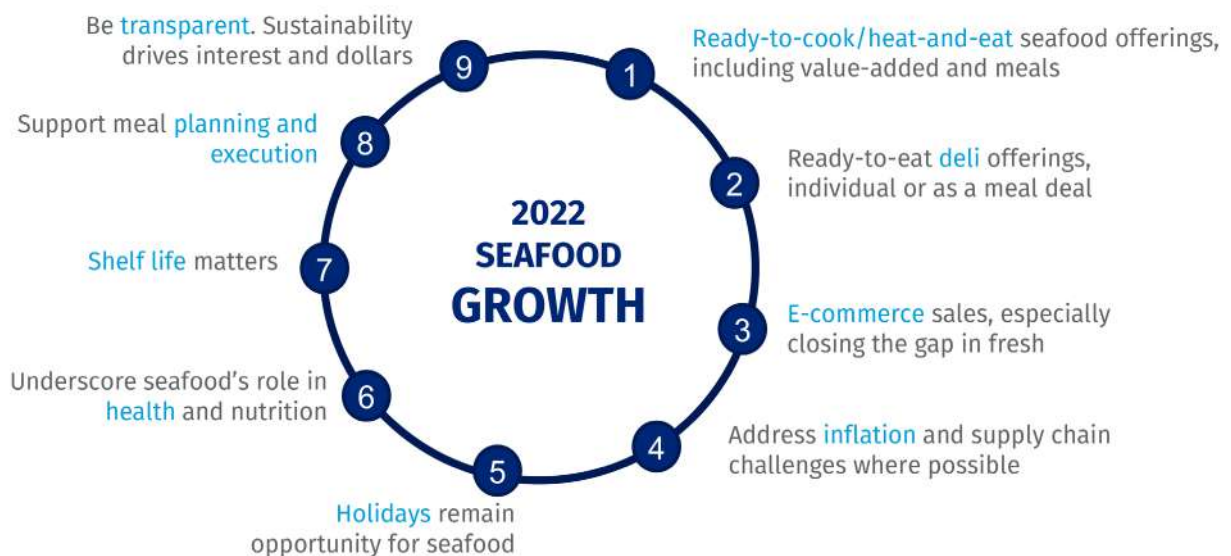 2022
SEAFOOD
GROWTH
1
Ready-to-cook/heat-and-eat seafood offerings,
including value-added and meals
2
Ready-to-eat deli offerings,
individual or as a meal deal
3
E-commerce sales, especially
closing the gap in fresh
4
Address inflation and supply chain
challenges where possible
5
Holidays remain
opportunity for seafood
6
Underscore seafood’s role in
health and nutrition
7
Shelf life matters
8
Support meal planning and
execution
9
Be transparent. Sustainability
drives interest and dollars